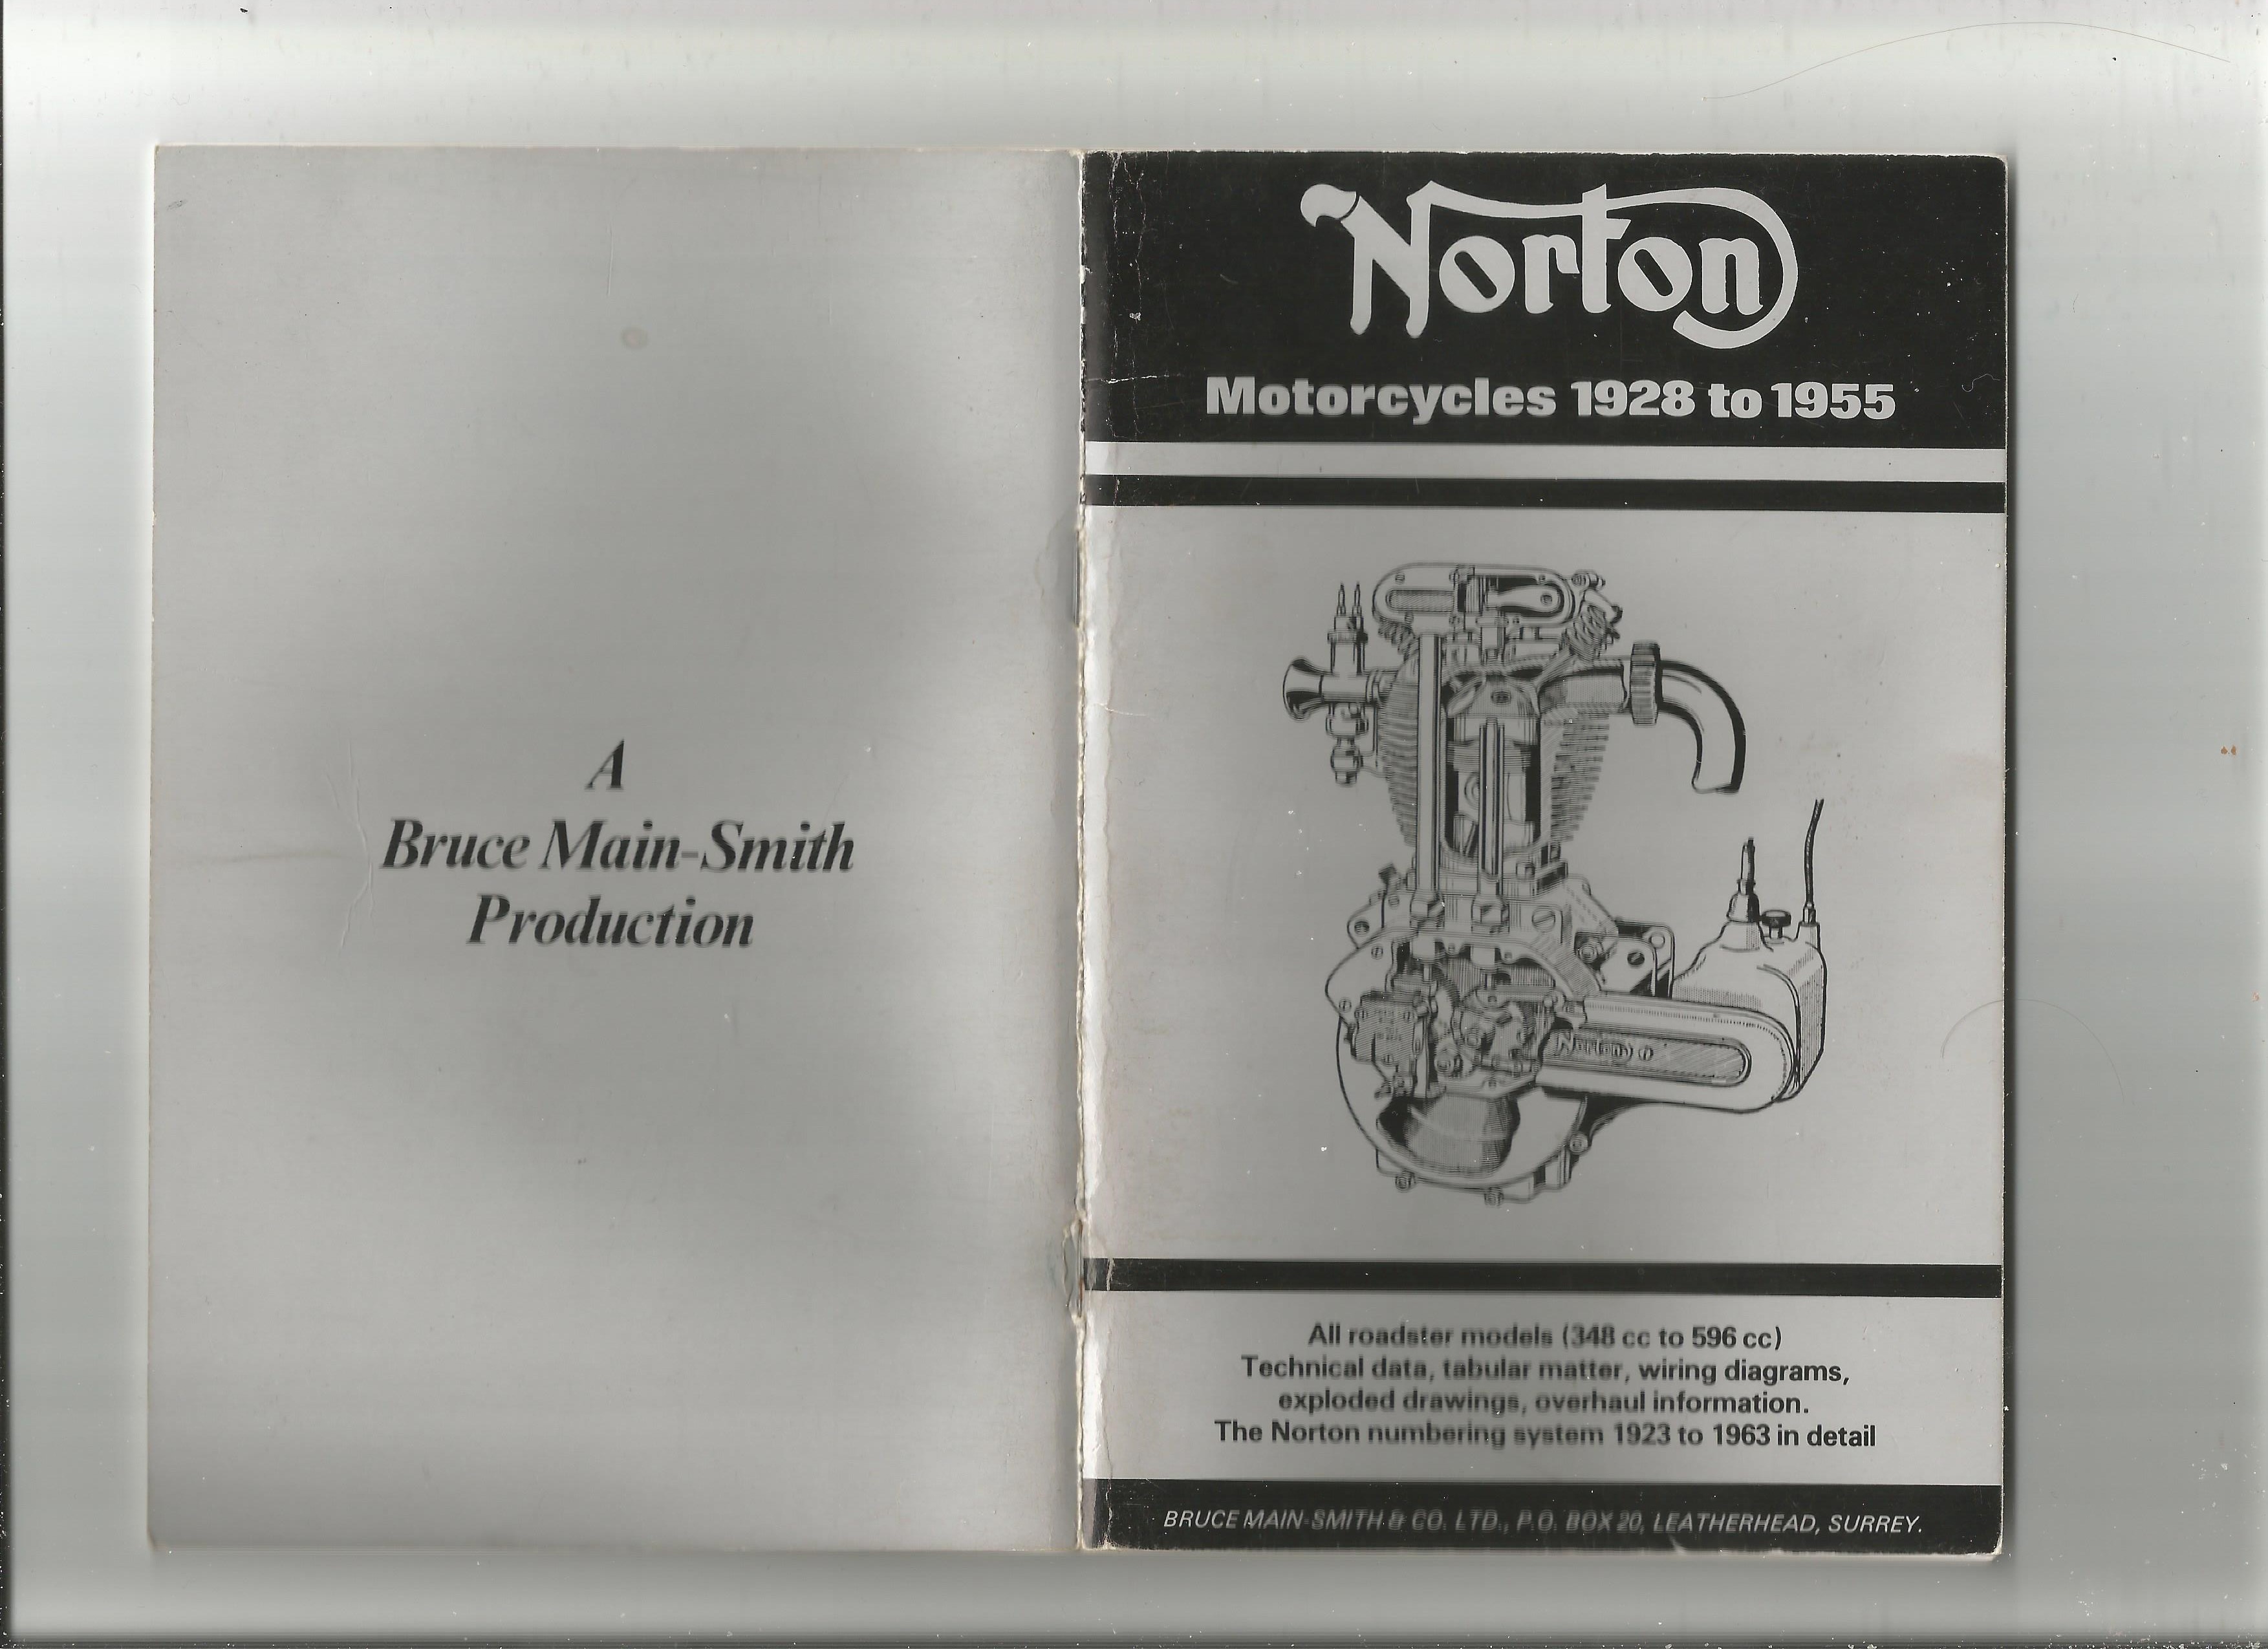 A
Bruce Main-Smith
Production
Norton
Motorcycles 1928 to 1955
Norton
All roadster models (348 cc to 596 cc)
Technical data, tabular matter, wiring diagrams,
exploded drawings, overhaul information.
The Norton numbering system 1923 to 1963 in detail
BRUCE MAIN-SMITH & CO. LTD., P.O. BOX 20, LEATHERHEAD, SURREY.